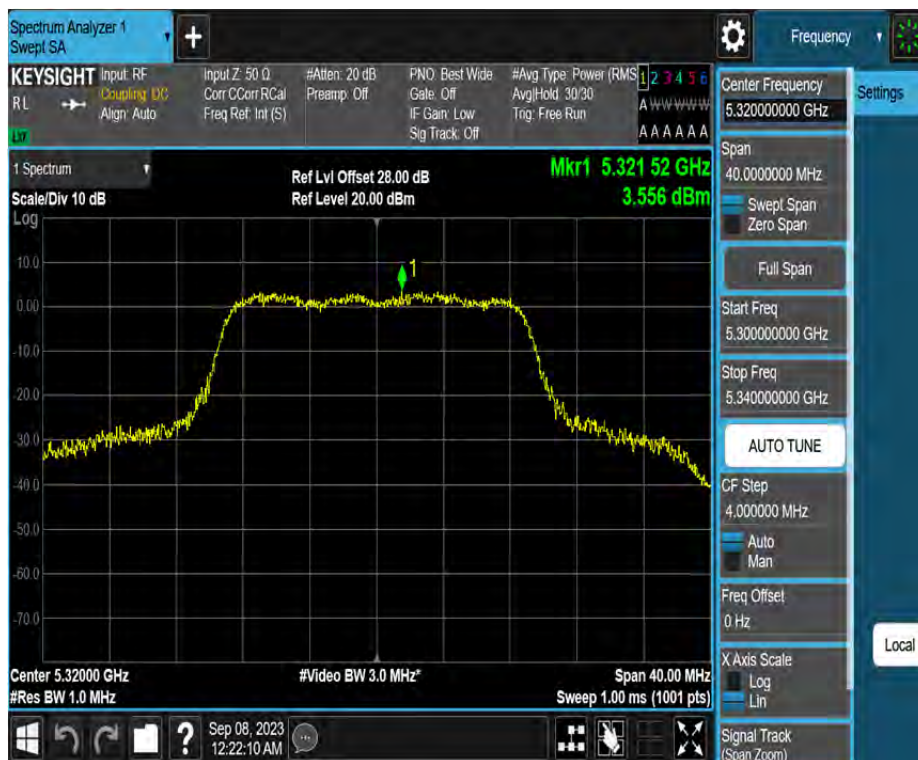 Spectrum Analyzer 1
Swept SA
+
Frequency
KEYSIGHT
RL
LXI
Input: RF
Coupling: DC
Align: Auto
Input Z: 50 Ω
Corr CCorr RCal
Freq Ref: Int (S)
#Atten: 20 dB
Preamp: Off
PNO: Best Wide
Gate: Off
IF Gain: Low
Sig Track: Off
#Avg Type: Power (RMS
Avg|Hold: 30/30
Trig: Free Run
1 2 3 4 5 6
A W W W W W
A A A A A A
1 Spectrum
Scale/Div 10 dB
Log
Ref Lvl Offset 28.00 dB
Ref Level 20.00 dBm
Mkr1 5.321 52 GHz
3.556 dBm
1
10.0
0.00
-10.0
-20.0
-30.0
-40.0
-50.0
-60.0
-70.0
Center 5.32000 GHz
#Res BW 1.0 MHz
#Video BW 3.0 MHz*
Span 40.00 MHz
Sweep 1.00 ms (1001 pts)
?
Sep 08, 2023
12:22:10 AM
Center Frequency
5.320000000 GHz
Span
40.0000000 MHz
Swept Span
Zero Span
Full Span
Start Freq
5.300000000 GHz
Stop Freq
5.340000000 GHz
AUTO TUNE
CF Step
4.000000 MHz
Auto
Man
Freq Offset
0 Hz
X Axis Scale
Log
Lin
Signal Track
(Span Zoom)
Settings
Local